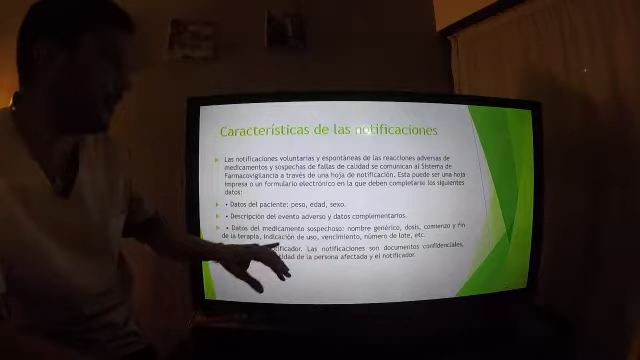 Características de las notificaciones
Las notificaciones voluntarias y espontáneas de las reacciones adversas de
medicamentos y sospechas de fallas de calidad se comunican al Sistema de
Farmacovigilancia a través de una hoja de notificación. Esta puede ser una hoja
impresa o un formulario electrónico en la que deben completarse los siguientes
datos:
• Datos del paciente: peso, edad, sexo.
• Descripción del evento adverso y datos complementarios.
• Datos del medicamento sospechoso: nombre genérico, dosis, comienzo y fin
de la terapia, indicación de uso, vencimiento, número de lote, etc.
Las notificaciones son documentos confidenciales,
de la persona afectada y el notificador.